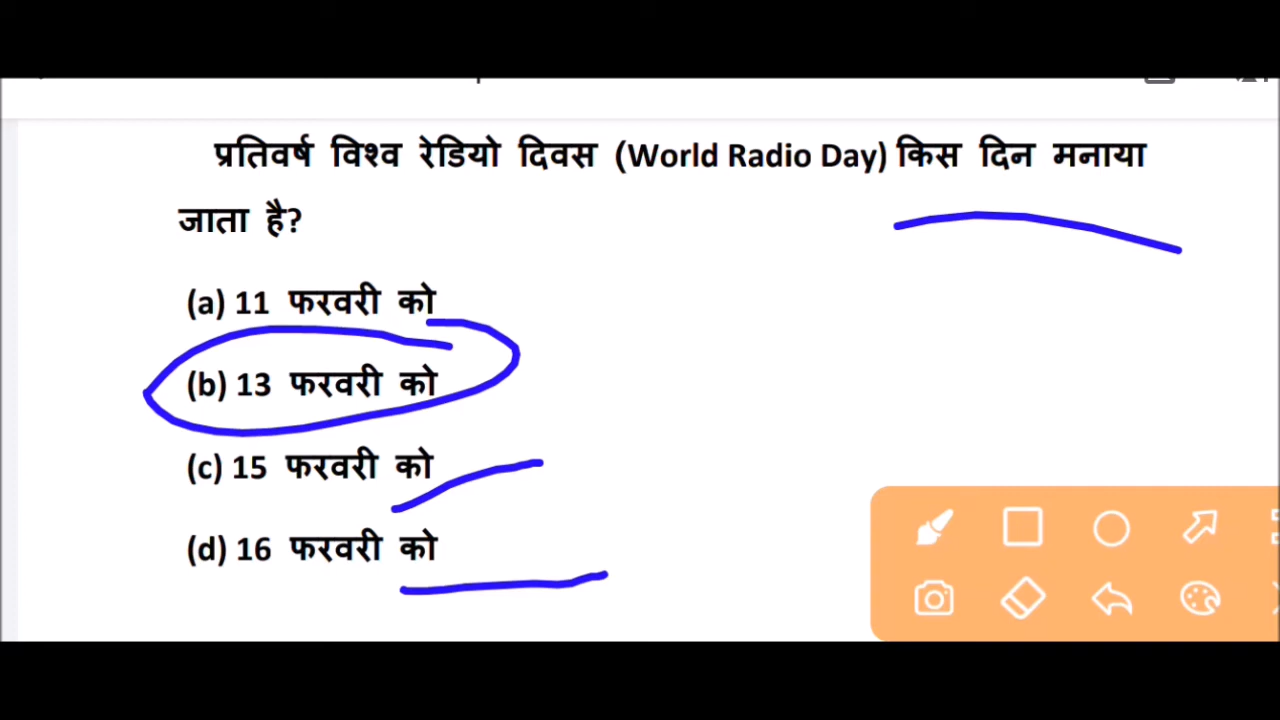 प्रतिवर्ष विश्व रेडियो दिवस (World Radio Day) किस दिन मनाया
जाता है?
(a) 11 फरवरी को
(b) 13 फरवरी को
(c) 15 फरवरी को
(d) 16 फरवरी को